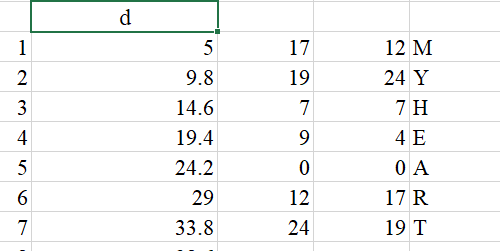 d
1 5 17 12 M
2 9.8 19 24 Y
3 14.6 7 7 H
4 19.4 9 4 E
5 24.2 0 0 A
6 29 12 17 R
7 33.8 24 19 T